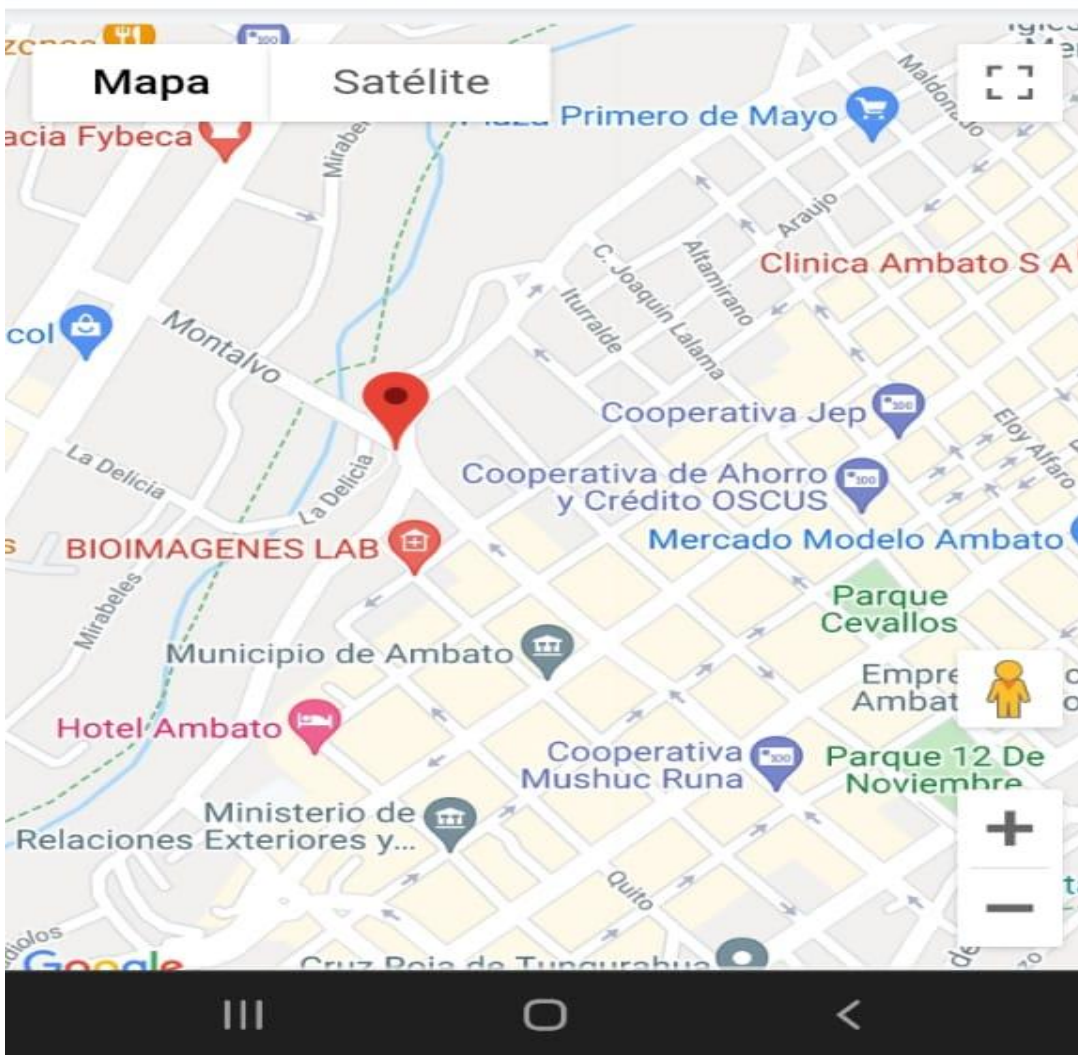 Mapa
Satélite
Maldonado
Plaza Primero de Mayo
acia Fybeca
Araujo
Altamirano
Clinica Ambato S A
C. Joaquín Lalama
Iturralde
col
Montalvo
Cooperativa Jep
Eloy Alfaro
La Delicia
La Delicia
Cooperativa de Ahorro
y Crédito OSCUS
BIOIMAGENES LAB
Mercado Modelo Ambato
Mirabeles
Parque
Cevallos
Municipio de Ambato
Empre
Ambat
Hotel Ambato
Cooperativa
Mushuc Runa
Parque 12 De
Noviembre
Ministerio de
Relaciones Exteriores y...
Quito
Google
Cruz Roja de Tungurahua